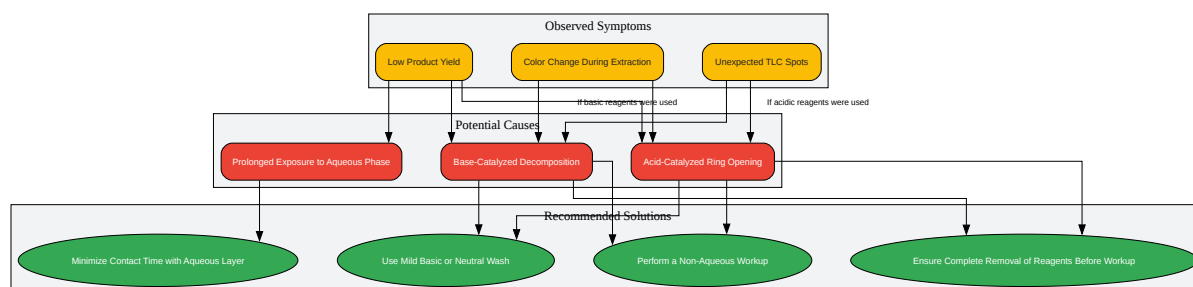 Observed Symptoms
Low Product Yield
Color Change During Extraction
Unexpected TLC Spots
If basic reagents were used
If acidic reagents were used
Potential Causes
Prolonged Exposure to Aqueous Phase
Base-Catalyzed Decomposition
Acid-Catalyzed Ring Opening
Recommended Solutions
Minimize Contact Time with Aqueous Layer
Use Mild Basic or Neutral Wash
Perform a Non-Aqueous Workup
Ensure Complete Removal of Reagents Before Workup